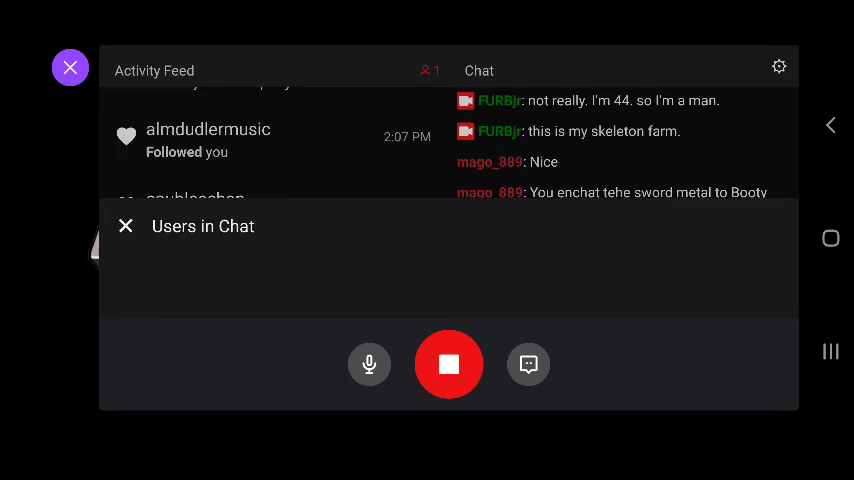 Activity Feed
1
Chat
almdudlermusic
Followed you
2:07 PM
FURBjr: not really. I'm 44. so I'm a man.
FURBjr: this is my skeleton farm.
mago_889: Nice
mago_889: You enchat tehe sword metal to Booty
Users in Chat